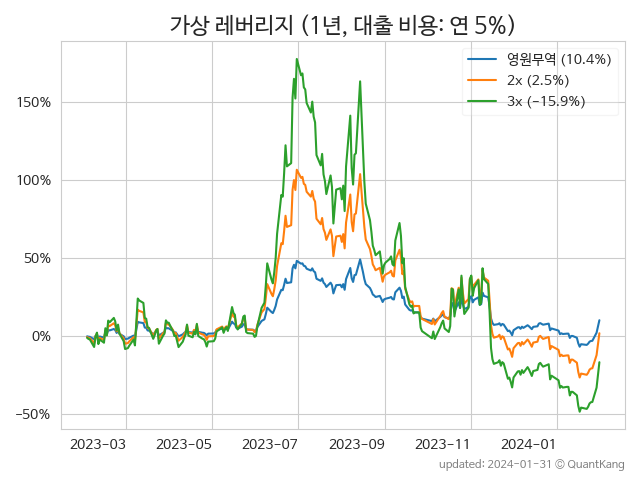 가상 레버리지 (1년, 대출 비용: 연 5%)
영원무역 (10.4%)
2x (2.5%)
3x (−15.9%)
150%
100%
50%
0%
−50%
2023-03 2023-05 2023-07 2023-09 2023-11 2024-01
updated: 2024-01-31 © QuantKang